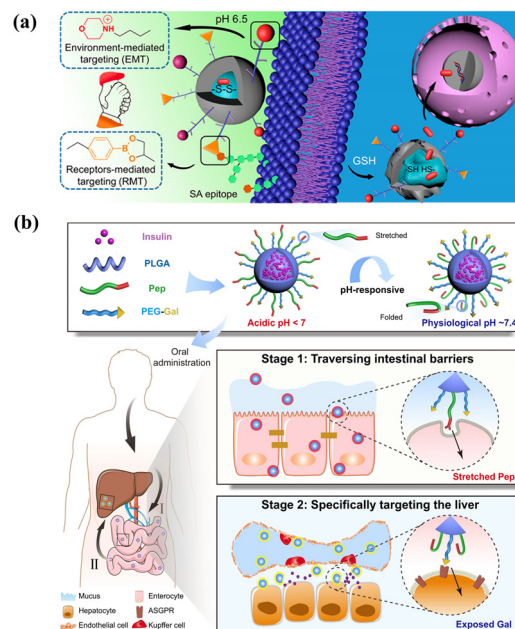 (a)
pH 6.5
Environment-mediated
targeting (EMT)
Receptors-mediated
targeting (RMT)
-S-S-
SA epitope
GSH
SH HS
(b)
Insulin
PLGA
Pep
PEG-Gal
Stretched
pH-responsive
Folded
Acidic pH < 7
Physiological pH ~7.4
Oral
administration
Stage 1: Traversing intestinal barriers
Stretched Pep
I
II
Stage 2: Specifically targeting the liver
Exposed Gal
Mucus
Enterocyte
Hepatocyte
ASGPR
Endothelial cell
Kupffer cell